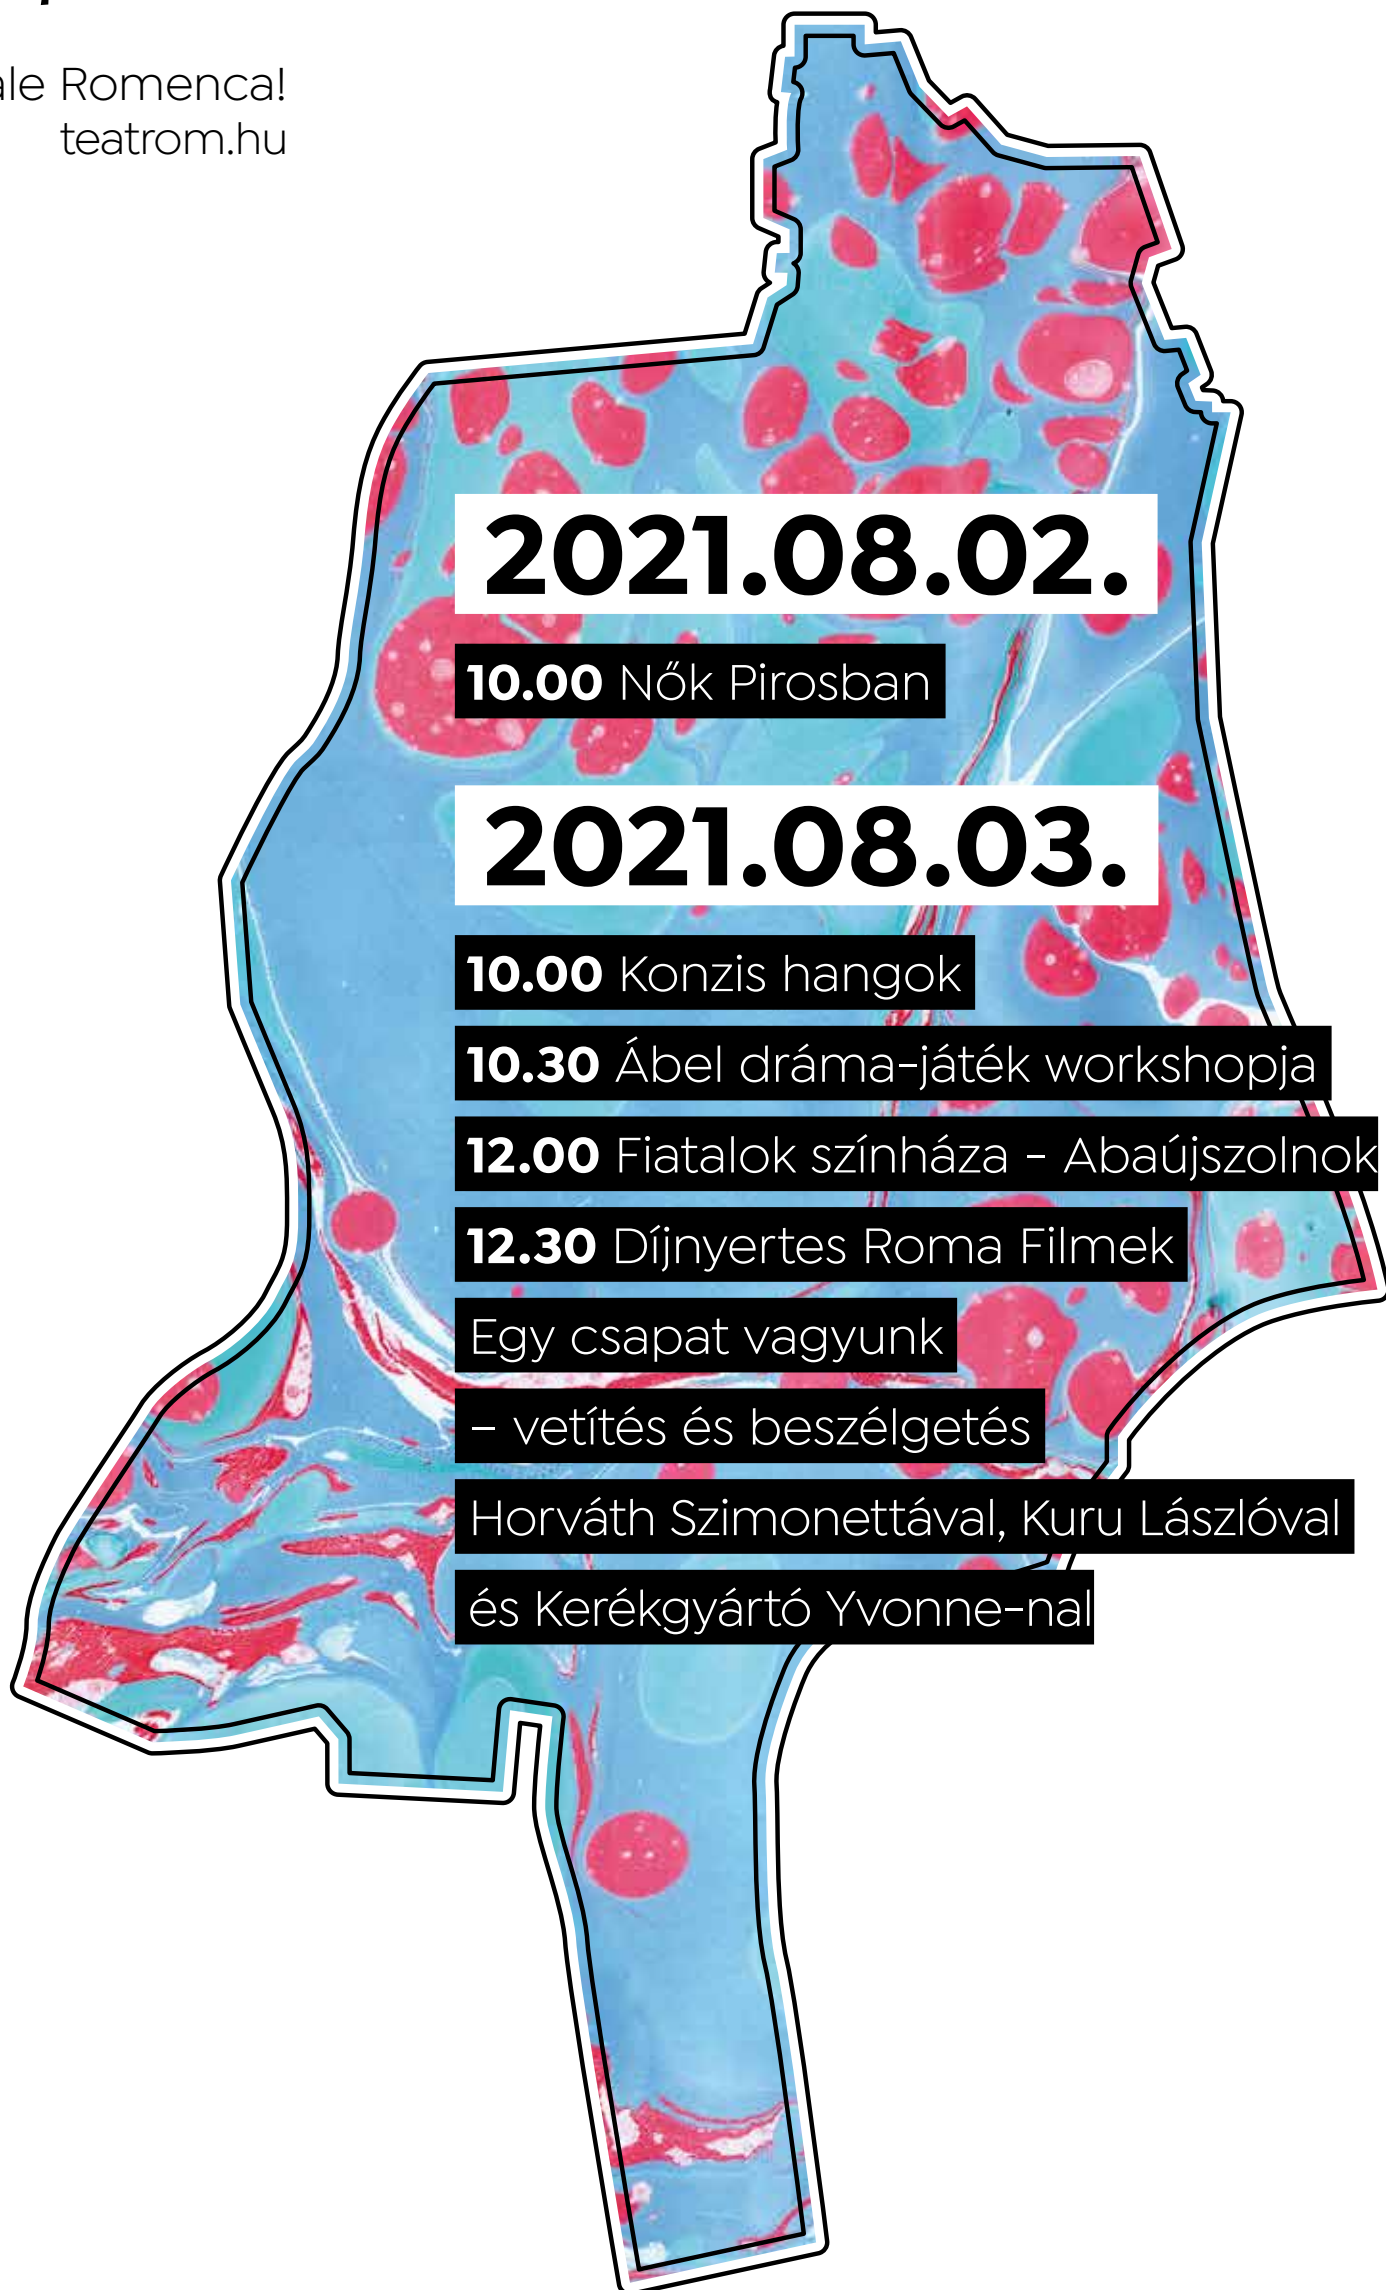 Romenca!
teatrom.hu
2021.08.02.
10.00 Nők Pirosban
2021.08.03.
10.00 Konzis hangok
10.30 Ábel dráma-játék workshopja
12.00 Fiatalok színháza - Abaújszolnok
12.30 Díjnyertes Roma Filmek
Egy csapat vagyunk
– vetítés és beszélgetés
Horváth Szimonettával, Kuru Lászlóval
és Kerékgyártó Yvonne-nal